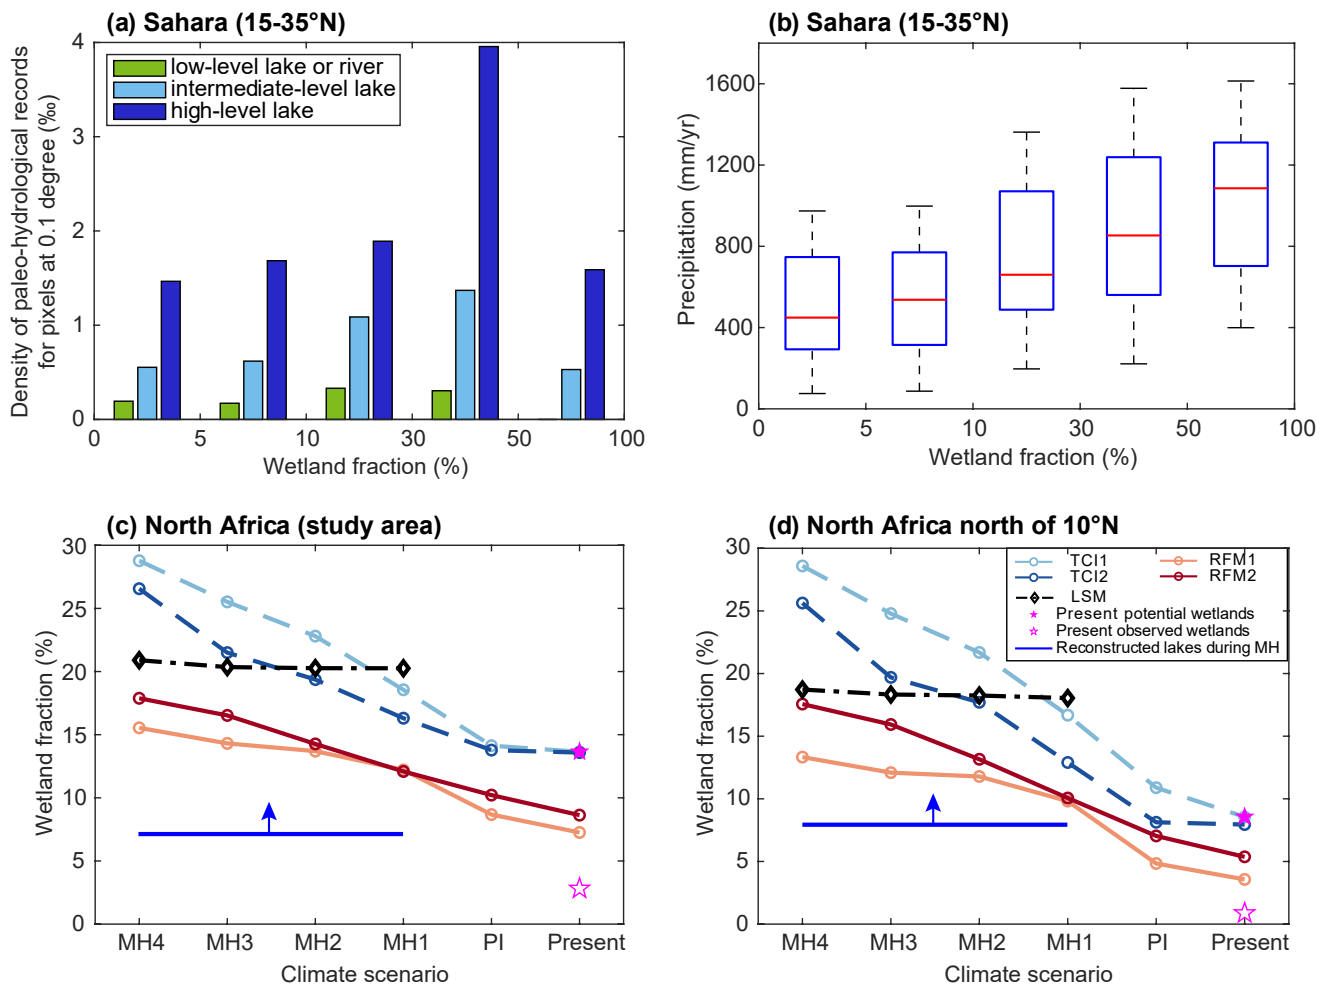 (a) Sahara (15-35°N)
Density of paleo-hydrological records
for pixels at 0.1 degree (‰)
4
3
2
1
0
low-level lake or river
intermediate-level lake
high-level lake
0 5 10 30 50 100
Wetland fraction (%)
(b) Sahara (15-35°N)
Precipitation (mm/yr)
1600
1200
800
400
0
0 5 10 30 50 100
Wetland fraction (%)
(c) North Africa (study area)
Wetland fraction (%)
30
25
20
15
10
5
0
MH4 MH3 MH2 MH1 PI Present
Climate scenario
(d) North Africa north of 10°N
Wetland fraction (%)
30
25
20
15
10
5
0
TCI1 RFM1
TCI2 RFM2
LSM
Present potential wetlands
Present observed wetlands
Reconstructed lakes during MH
MH4 MH3 MH2 MH1 PI Present
Climate scenario